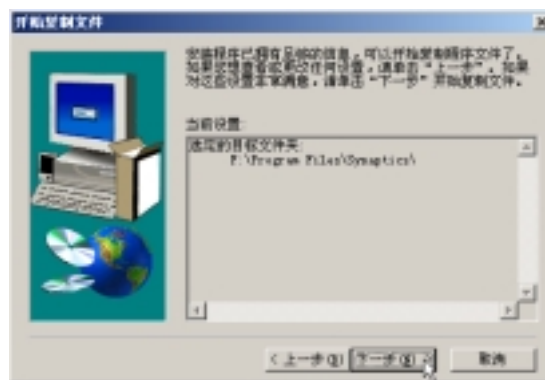 开始复制文件
安装程序已拥有足够的信息，可以开始复制程序文件了。
如果要想查看或更改任何设置，请单击“上一步”。如果
对这些设置非常满意，请单击“下一步”开始复制文件。
当前设置:
选定的目标文件夹:
F:\Program Files\Synaptics\
< 上一步(B)
下一步(N) >
取消